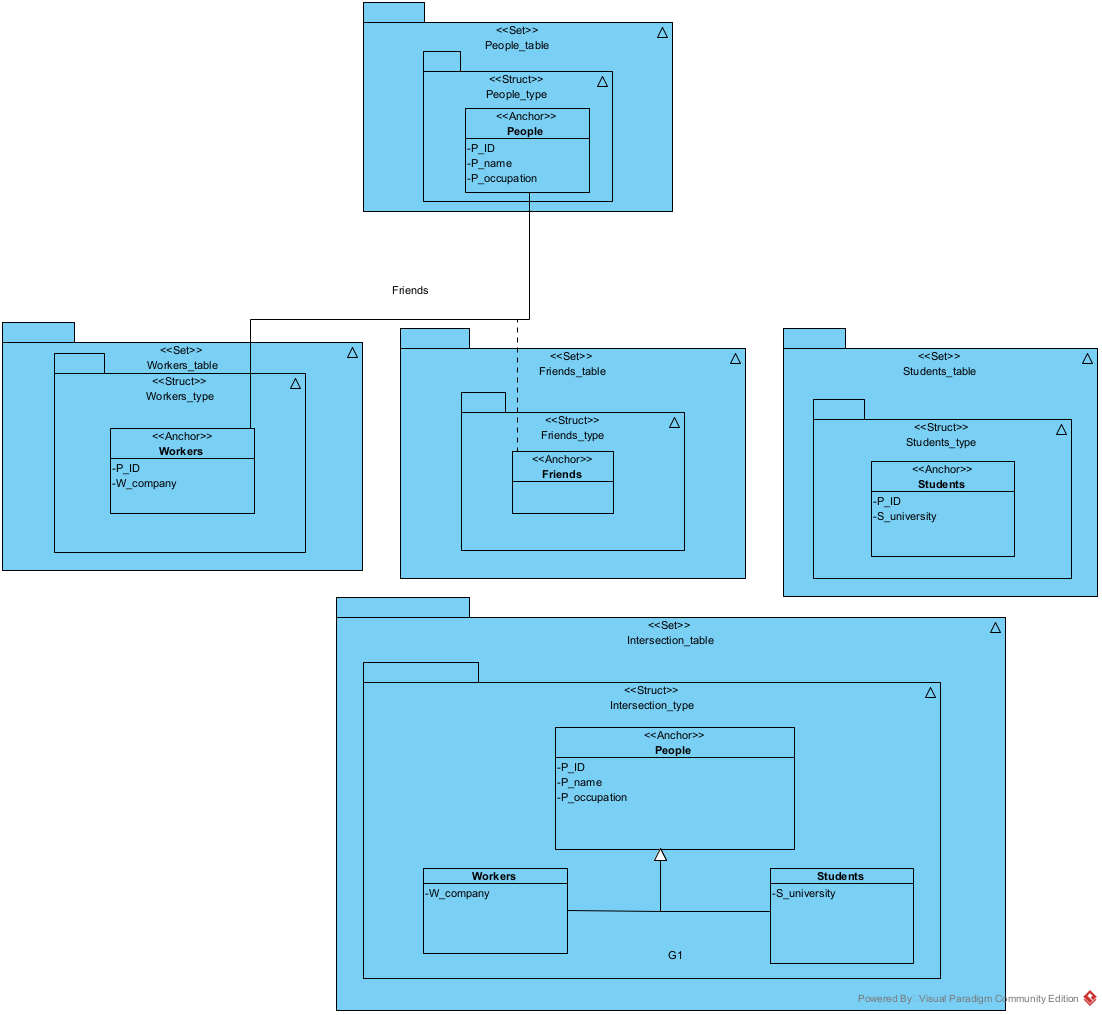 <<Set>>
People_table
<<Struct>>
People_type
<<Anchor>>
People
-P_ID
-P_name
-P_occupation
Friends
<<Set>>
Workers_table
<<Struct>>
Workers_type
<<Anchor>>
Workers
-P_ID
-W_company
<<Set>>
Friends_table
<<Struct>>
Friends_type
<<Anchor>>
Friends
<<Set>>
Students_table
<<Struct>>
Students_type
<<Anchor>>
Students
-P_ID
-S_university
<<Set>>
Intersection_table
<<Struct>>
Intersection_type
<<Anchor>>
People
-P_ID
-P_name
-P_occupation
Workers
-W_company
Students
-S_university
G1
Powered By: Visual Paradigm Community Edition